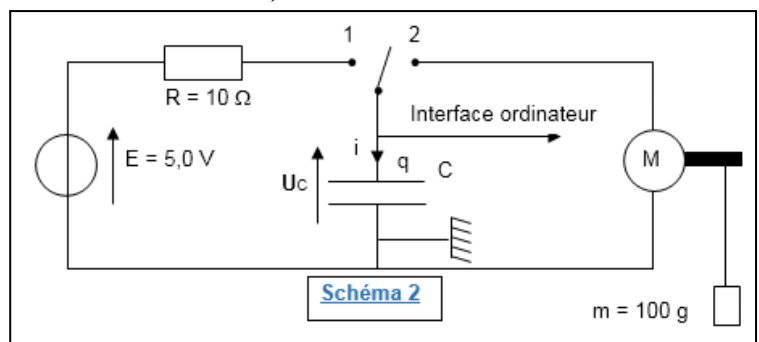 1
2
R = 10 Ω
Interface ordinateur
E = 5,0 V
i
q
C
Uc
M
Schéma 2
m = 100 g